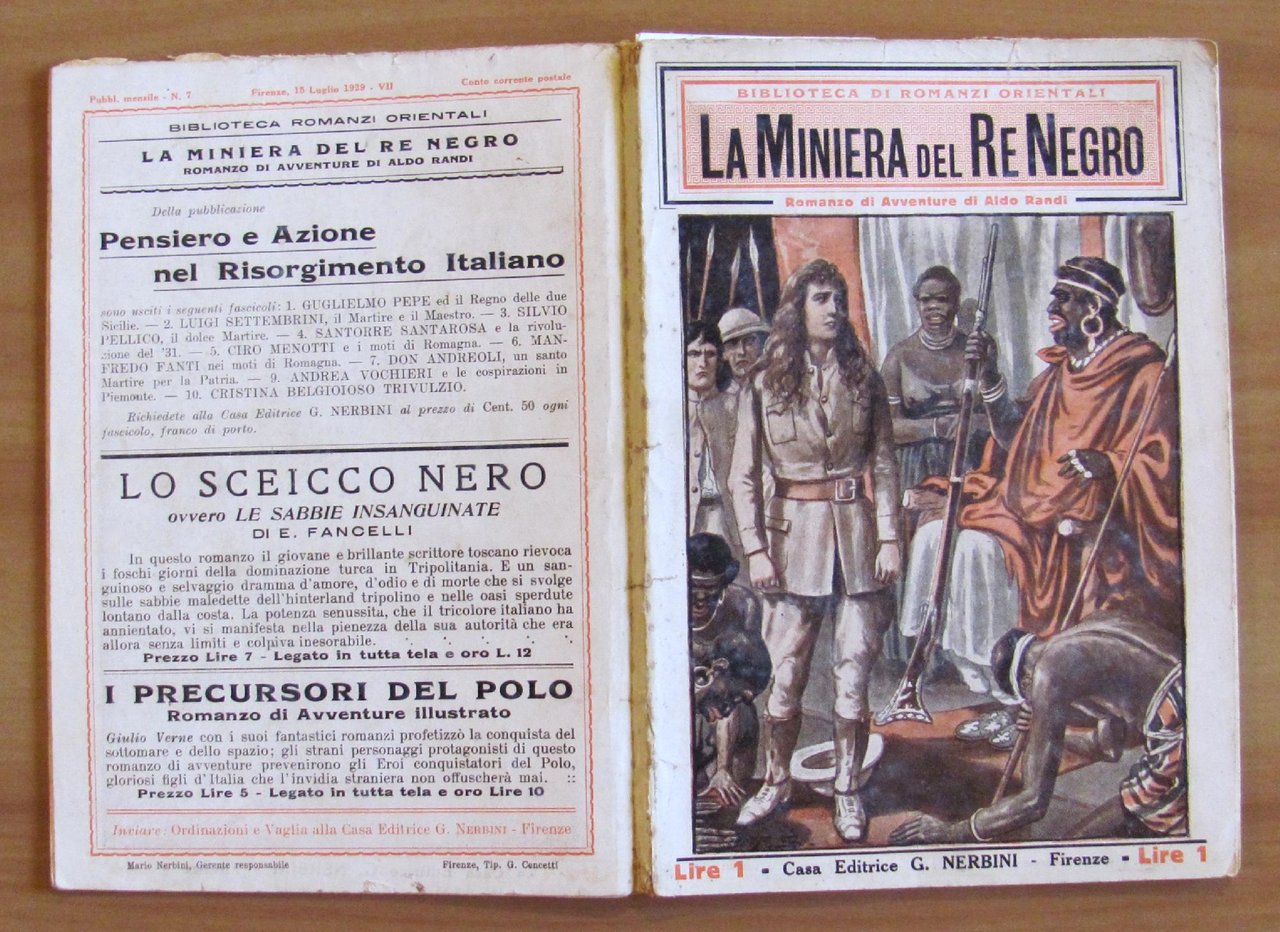 Pubbl. mensile - N. 7
Firenze, 15 Luglio 1929 - VII
Conto corrente postale
BIBLIOTECA ROMANZI ORIENTALI
LA MINIERA DEL RE NEGRO
ROMANZO DI AVVENTURE DI ALDO RANDI
Della pubblicazione
Pensiero e Azione
nel Risorgimento Italiano
sono usciti i seguenti fascicoli: 1. GUGLIELMO PEPE ed il Regno delle due
Sicilie. — 2. LUIGI SETTEMBRINI, il Martire e il Maestro. — 3. SILVIO
PELLICO, il dolce Martire. — 4. SANTORRE SANTAROSA e la rivolu-
zione del '31. — 5. CIRO MENOTTI e i moti di Romagna. — 6. MAN-
FREDO FANTI nei moti di Romagna. — 7. DON ANDREOLI, un santo
Martire per la Patria. — 9. ANDREA VOCHIERI e le cospirazioni in
Piemonte. — 10. CRISTINA BELGIOIOSO TRIVULZIO.
Richiedete alla Casa Editrice G. NERBINI al prezzo di Cent. 50 ogni
fascicolo, franco di porto.
LO SCEICCO NERO
ovvero LE SABBIE INSANGUINATE
DI E. FANCELLI
In questo romanzo il giovane e brillante scrittore toscano rievoca
i foschi giorni della dominazione turca in Tripolitania. E un san-
guinoso e selvaggio dramma d'amore, d'odio e di morte che si svolge
sulle sabbie maledette dell'hinterland tripolino e nelle oasi sperdute
lontano dalla costa. La potenza senussita, che il tricolore italiano ha
annientato, vi si manifesta nella pienezza della sua autorità che era
allora senza limiti e colpiva inesorabile.
Prezzo Lire 7 - Legato in tutta tela e oro L. 12
I PRECURSORI DEL POLO
Romanzo di Avventure illustrato
Giulio Verne con i suoi fantastici romanzi profetizzò la conquista del
sottomare e dello spazio; gli strani personaggi protagonisti di questo
romanzo di avventure prevenirono gli Eroi conquistatori del Polo,
gloriosi figli d'Italia che l'invidia straniera non offuscherà mai. ::
Prezzo Lire 5 - Legato in tutta tela e oro Lire 10
Inviare: Ordinazioni e Vaglia alla Casa Editrice G. NERBINI - Firenze
Mario Nerbini, Gerente responsabile
Firenze, Tip. G. Cencetti
BIBLIOTECA DI ROMANZI ORIENTALI
LA MINIERA DEL RE NEGRO
Romanzo di Avventure di Aldo Randi
Lire 1 - Casa Editrice G. NERBINI - Firenze - Lire 1